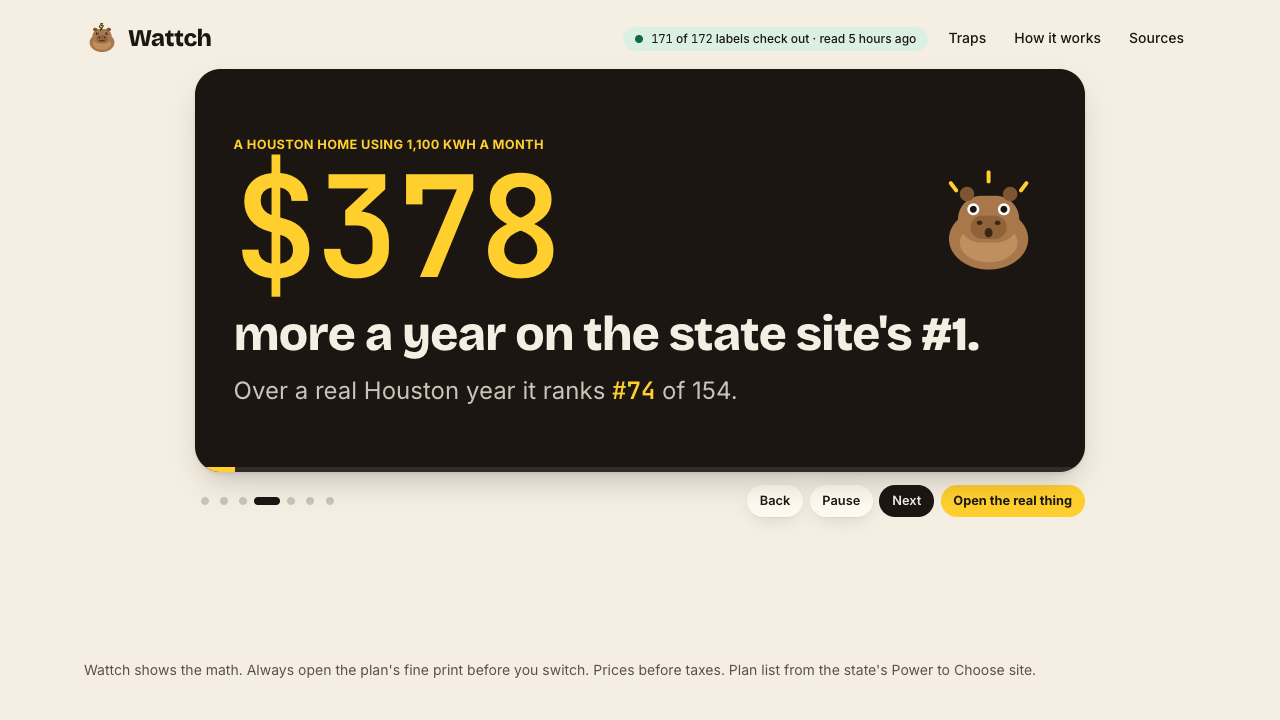 Wattch
171 of 172 labels check out · read 5 hours ago
Traps
How it works
Sources
A HOUSTON HOME USING 1,100 KWH A MONTH
$378
more a year on the state site's #1.
Over a real Houston year it ranks #74 of 154.
Back
Pause
Next
Open the real thing
Wattch shows the math. Always open the plan's fine print before you switch. Prices before taxes. Plan list from the state's Power to Choose site.